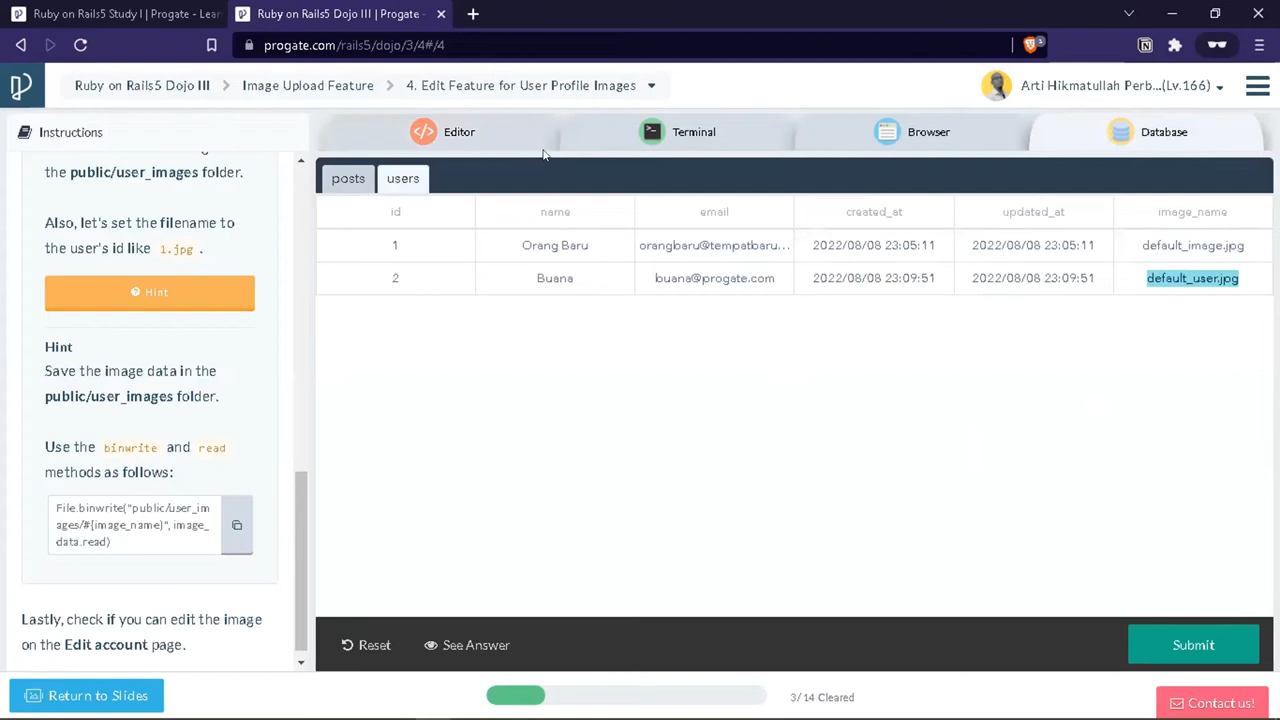 Ruby on Rails5 Study I | Progate - Lear
Ruby on Rails5 Dojo III | Progate -
progate.com/rails5/dojo/3/4#/4
Ruby on Rails5 Dojo III
Image Upload Feature
4. Edit Feature for User Profile Images
Arti Hikmatullah Perb...(Lv.166)
Instructions
Editor
Terminal
Browser
Database
the public/user_images folder.
Also, let's set the filename to
the user's id like 1.jpg .
Hint
Hint
Save the image data in the
public/user_images folder.
Use the binwrite and read
methods as follows:
File.binwrite("public/user_im
ages/#{image_name}", image_
data.read)
Lastly, check if you can edit the image
on the Edit account page.
posts users
id name email created_at updated_at image_name
1 Orang Baru orangbaru@tempatbaru... 2022/08/08 23:05:11 2022/08/08 23:05:11 default_image.jpg
2 Buana buana@progate.com 2022/08/08 23:09:51 2022/08/08 23:09:51 default_user.jpg
Reset
See Answer
Submit
Return to Slides
3/14 Cleared
Contact us!